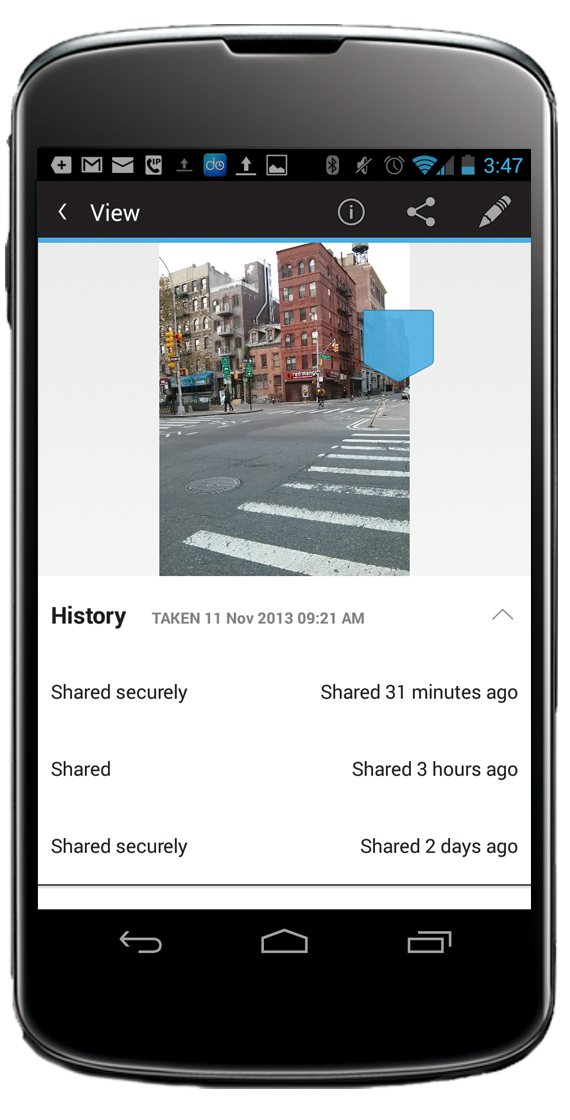 3:47
View
History TAKEN 11 Nov 2013 09:21 AM
Shared securely Shared 31 minutes ago
Shared Shared 3 hours ago
Shared securely Shared 2 days ago